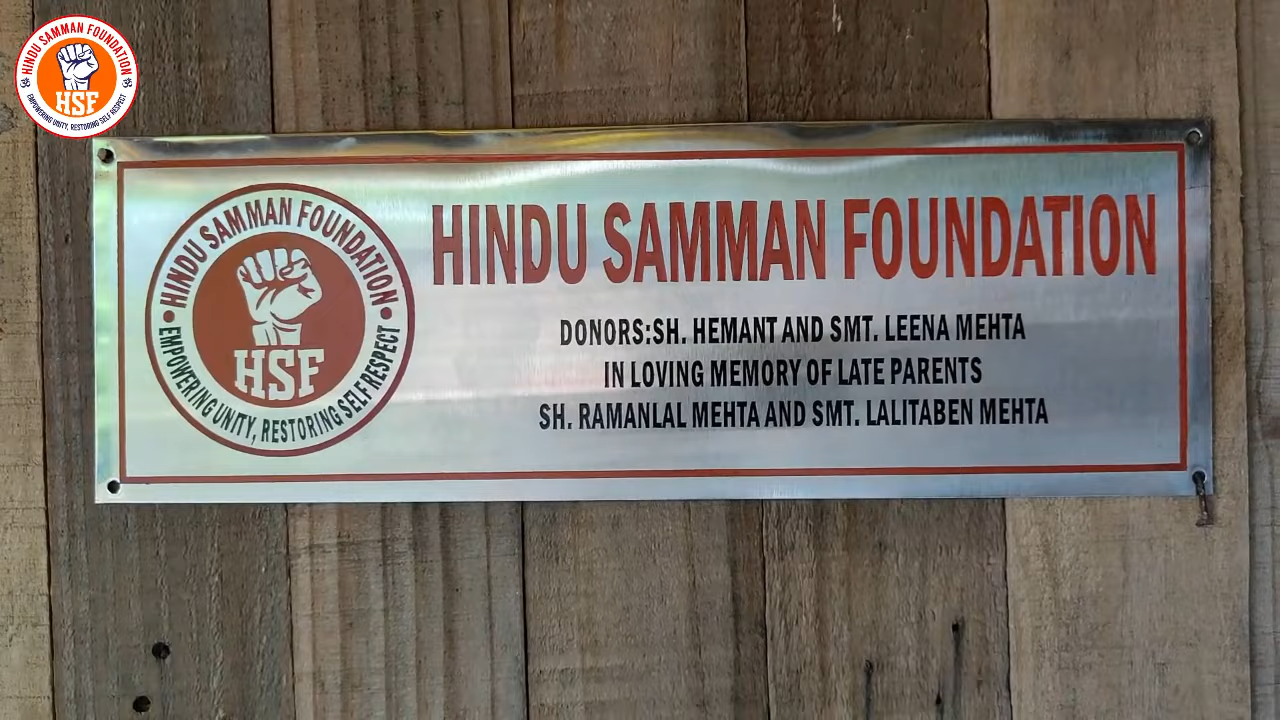 HINDU SAMMAN FOUNDATION
HSF
EMPOWERING UNITY, RESTORING SELF RESPECT
HINDU SAMMAN FOUNDATION
HSF
EMPOWERING UNITY, RESTORING SELF RESPECT
HINDU SAMMAN FOUNDATION
DONORS:SH. HEMANT AND SMT. LEENA MEHTA
IN LOVING MEMORY OF LATE PARENTS
SH. RAMANLAL MEHTA AND SMT. LALITABEN MEHTA